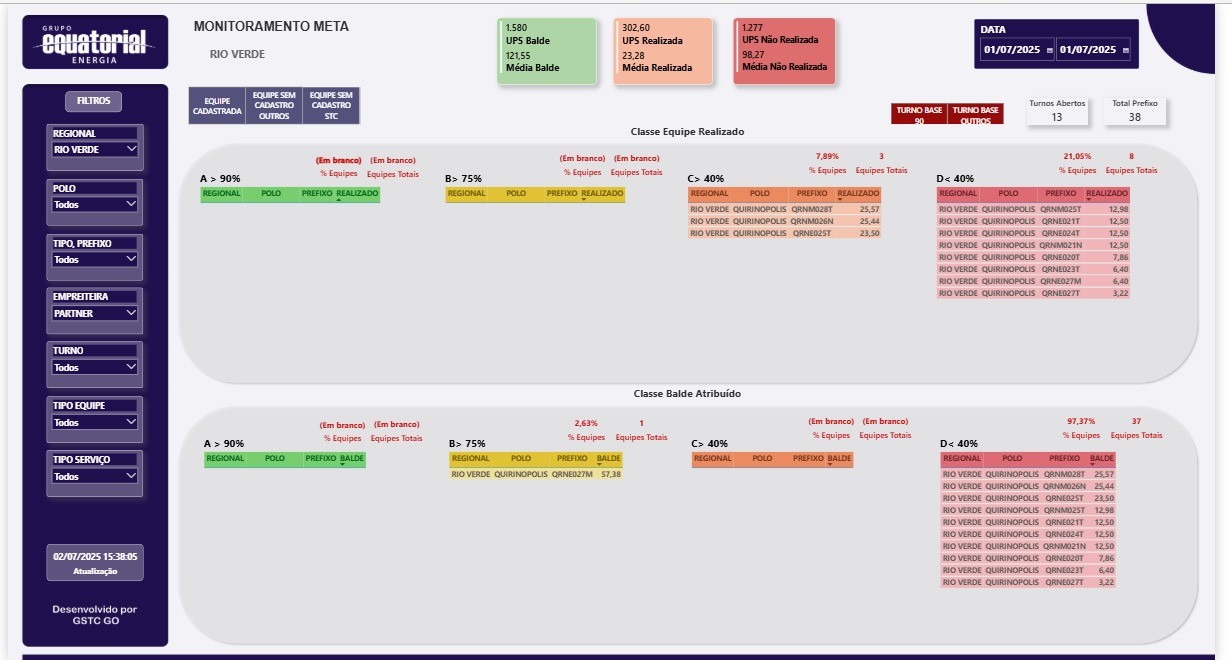 GRUPO
equatorial
ENERGIA
FILTROS
REGIONAL
RIO VERDE
POLO
Todos
TIPO, PREFIXO
Todos
EMPREITEIRA
PARTNER
TURNO
Todos
TIPO EQUIPE
Todos
TIPO SERVIÇO
Todos
02/07/2025 15:38:05
Atualização
Desenvolvido por
GSTC GO
MONITORAMENTO META
RIO VERDE
1.580
UPS Balde
121,55
Média Balde
302,60
UPS Realizada
23,28
Média Realizada
1.277
UPS Não Realizada
98,27
Média Não Realizada
DATA
01/07/2025 01/07/2025
EQUIPE
CADASTRADA
EQUIPE SEM
CADASTRO
OUTROS
EQUIPE SEM
CADASTRO
STC
TURNO BASE
90
TURNO BASE
OUTROS
Turnos Abertos
13
Total Prefixo
38
Classe Equipe Realizado
A > 90%
(Em branco) (Em branco)
% Equipes Equipes Totais
REGIONAL POLO PREFIXO REALIZADO
B> 75%
(Em branco) (Em branco)
% Equipes Equipes Totais
REGIONAL POLO PREFIXO REALIZADO
C> 40%
7,89% 3
% Equipes Equipes Totais
REGIONAL POLO PREFIXO REALIZADO
RIO VERDE QUIRINOPOLIS QRNM028T 25,57
RIO VERDE QUIRINOPOLIS QRNM026N 25,44
RIO VERDE QUIRINOPOLIS QRNE025T 23,50
D< 40%
21,05% 8
% Equipes Equipes Totais
REGIONAL POLO PREFIXO REALIZADO
RIO VERDE QUIRINOPOLIS QRNM025T 12,98
RIO VERDE QUIRINOPOLIS QRNE021T 12,50
RIO VERDE QUIRINOPOLIS QRNE024T 12,50
RIO VERDE QUIRINOPOLIS QRNM021N 12,50
RIO VERDE QUIRINOPOLIS QRNE020T 7,86
RIO VERDE QUIRINOPOLIS QRNE023T 6,40
RIO VERDE QUIRINOPOLIS QRNE027M 6,40
RIO VERDE QUIRINOPOLIS QRNE027T 3,22
Classe Balde Atribuído
A > 90%
(Em branco) (Em branco)
% Equipes Equipes Totais
REGIONAL POLO PREFIXO BALDE
B> 75%
2,63% 1
% Equipes Equipes Totais
REGIONAL POLO PREFIXO BALDE
RIO VERDE QUIRINOPOLIS QRNE027M 57,38
C> 40%
(Em branco) (Em branco)
% Equipes Equipes Totais
REGIONAL POLO PREFIXO BALDE
D< 40%
97,37% 37
% Equipes Equipes Totais
REGIONAL POLO PREFIXO BALDE
RIO VERDE QUIRINOPOLIS QRNM028T 25,57
RIO VERDE QUIRINOPOLIS QRNM026N 25,44
RIO VERDE QUIRINOPOLIS QRNE025T 23,50
RIO VERDE QUIRINOPOLIS QRNM025T 12,98
RIO VERDE QUIRINOPOLIS QRNE021T 12,50
RIO VERDE QUIRINOPOLIS QRNE024T 12,50
RIO VERDE QUIRINOPOLIS QRNM021N 12,50
RIO VERDE QUIRINOPOLIS QRNE020T 7,86
RIO VERDE QUIRINOPOLIS QRNE023T 6,40
RIO VERDE QUIRINOPOLIS QRNE027T 3,22